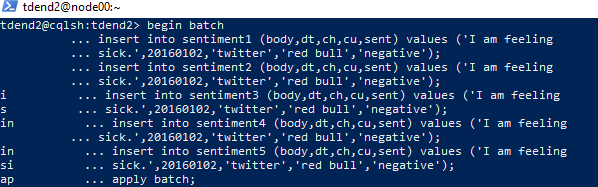 tdend2@node00:~
tdend2@cqlsh:tdend2> begin batch
... insert into sentiment1 (body,dt,ch,cu,sent) values ('I am feeling
... sick.',20160102,'twitter','red bull','negative');
... insert into sentiment2 (body,dt,ch,cu,sent) values ('I am feeling
... sick.',20160102,'twitter','red bull','negative');
i ... insert into sentiment3 (body,dt,ch,cu,sent) values ('I am feeling
s ... sick.',20160102,'twitter','red bull','negative');
in ... insert into sentiment4 (body,dt,ch,cu,sent) values ('I am feeling
... sick.',20160102,'twitter','red bull','negative');
in ... insert into sentiment5 (body,dt,ch,cu,sent) values ('I am feeling
si ... sick.',20160102,'twitter','red bull','negative');
ap ... apply batch;